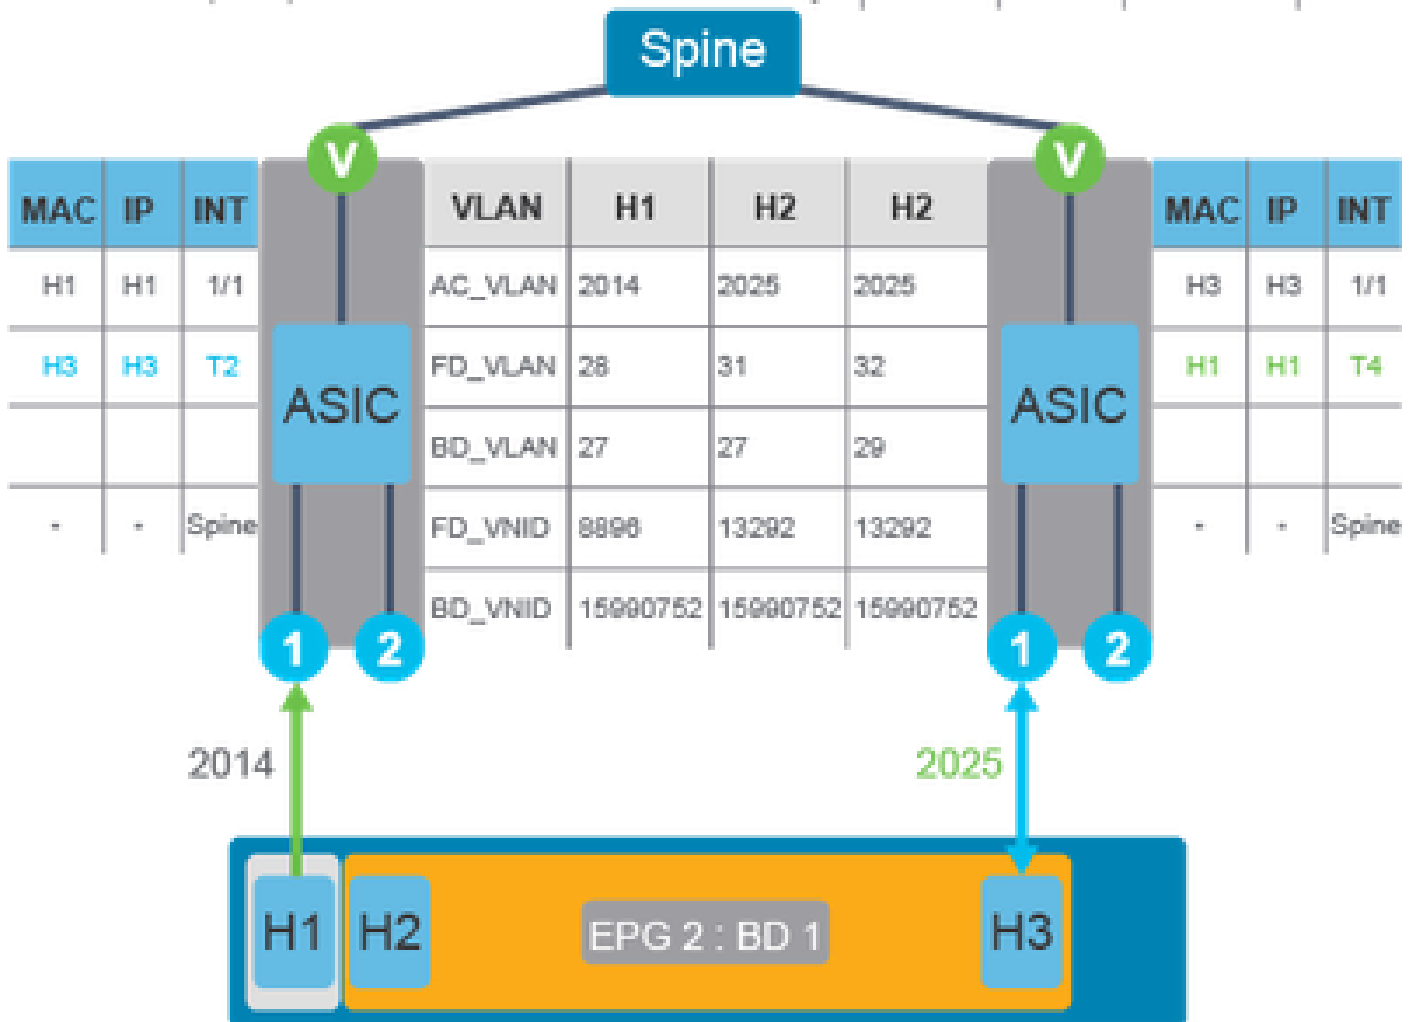 Spine
V V
MAC IP INT
H1 H1 1/1
H3 H3 T2
- - Spine
ASIC
VLAN H1 H2 H2
AC_VLAN 2014 2025 2025
FD_VLAN 28 31 32
BD_VLAN 27 27 29
FD_VNID 8896 13292 13292
BD_VNID 15990752 15990752 15990752
ASIC
MAC IP INT
H3 H3 1/1
H1 H1 T4
- - Spine
1 2
1 2
2014
2025
H1 H2 EPG 2 : BD 1 H3